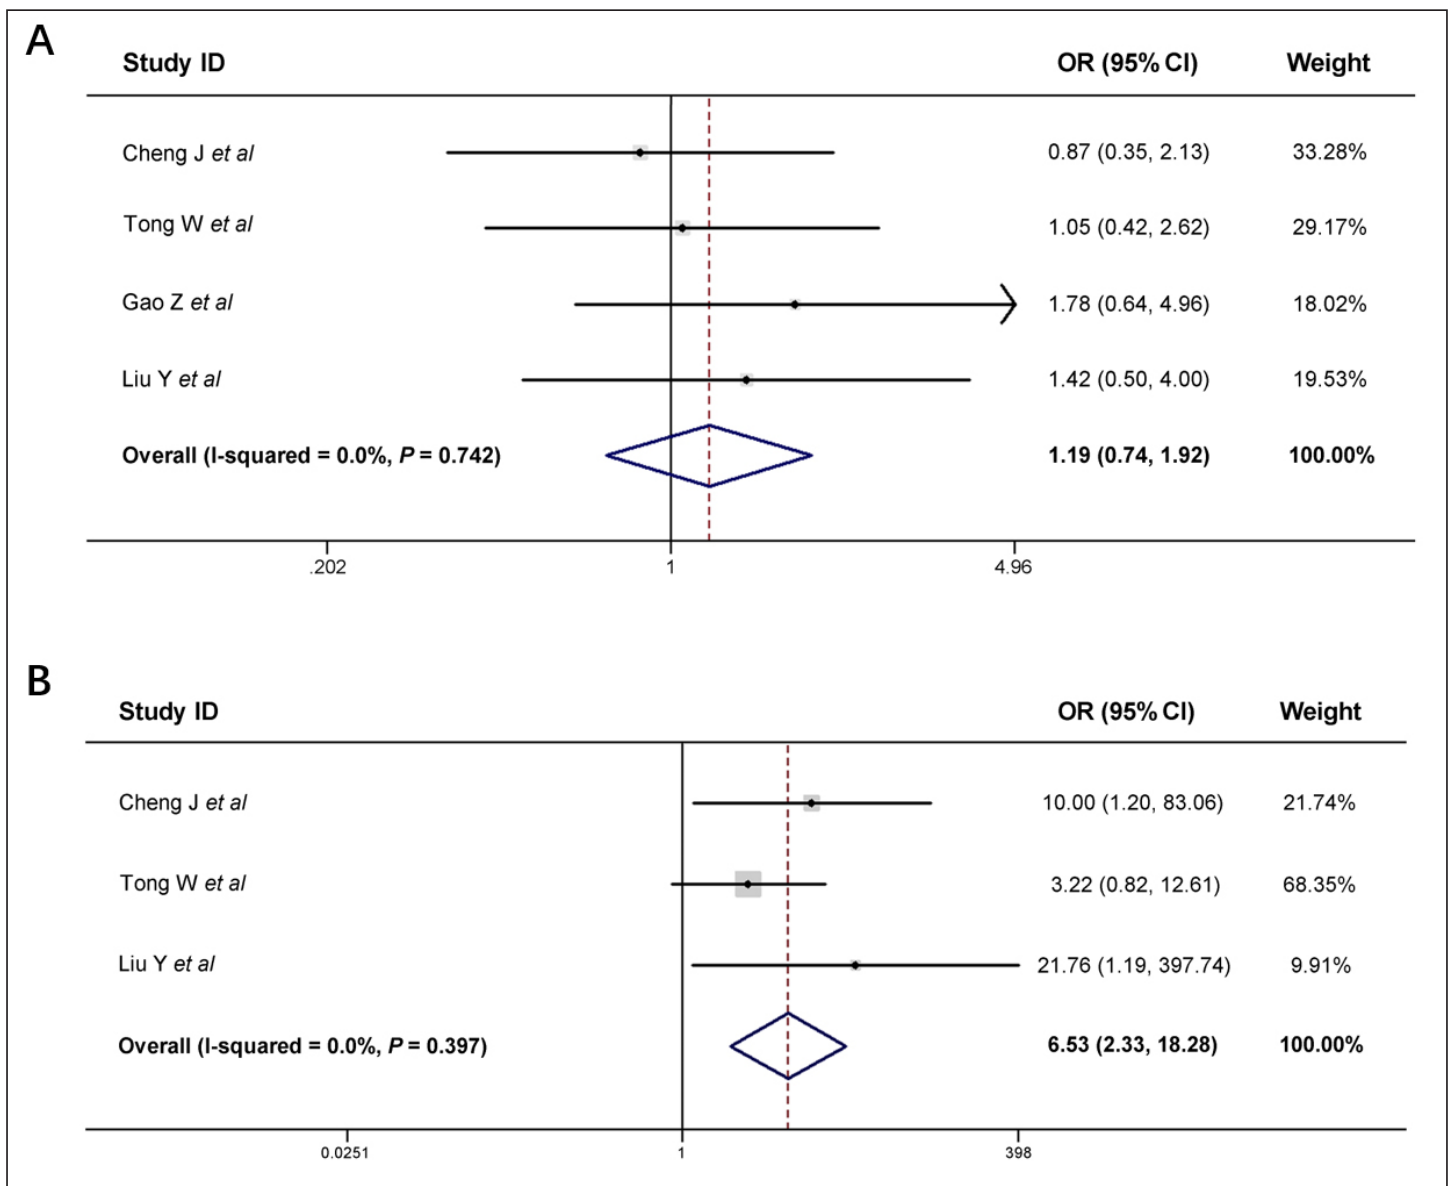 A
Study ID OR (95% CI) Weight
Cheng J et al 0.87 (0.35, 2.13) 33.28%
Tong W et al 1.05 (0.42, 2.62) 29.17%
Gao Z et al 1.78 (0.64, 4.96) 18.02%
Liu Y et al 1.42 (0.50, 4.00) 19.53%
Overall (I-squared = 0.0%, P = 0.742) 1.19 (0.74, 1.92) 100.00%
.202 1 4.96
B
Study ID OR (95% CI) Weight
Cheng J et al 10.00 (1.20, 83.06) 21.74%
Tong W et al 3.22 (0.82, 12.61) 68.35%
Liu Y et al 21.76 (1.19, 397.74) 9.91%
Overall (I-squared = 0.0%, P = 0.397) 6.53 (2.33, 18.28) 100.00%
0.0251 1 398